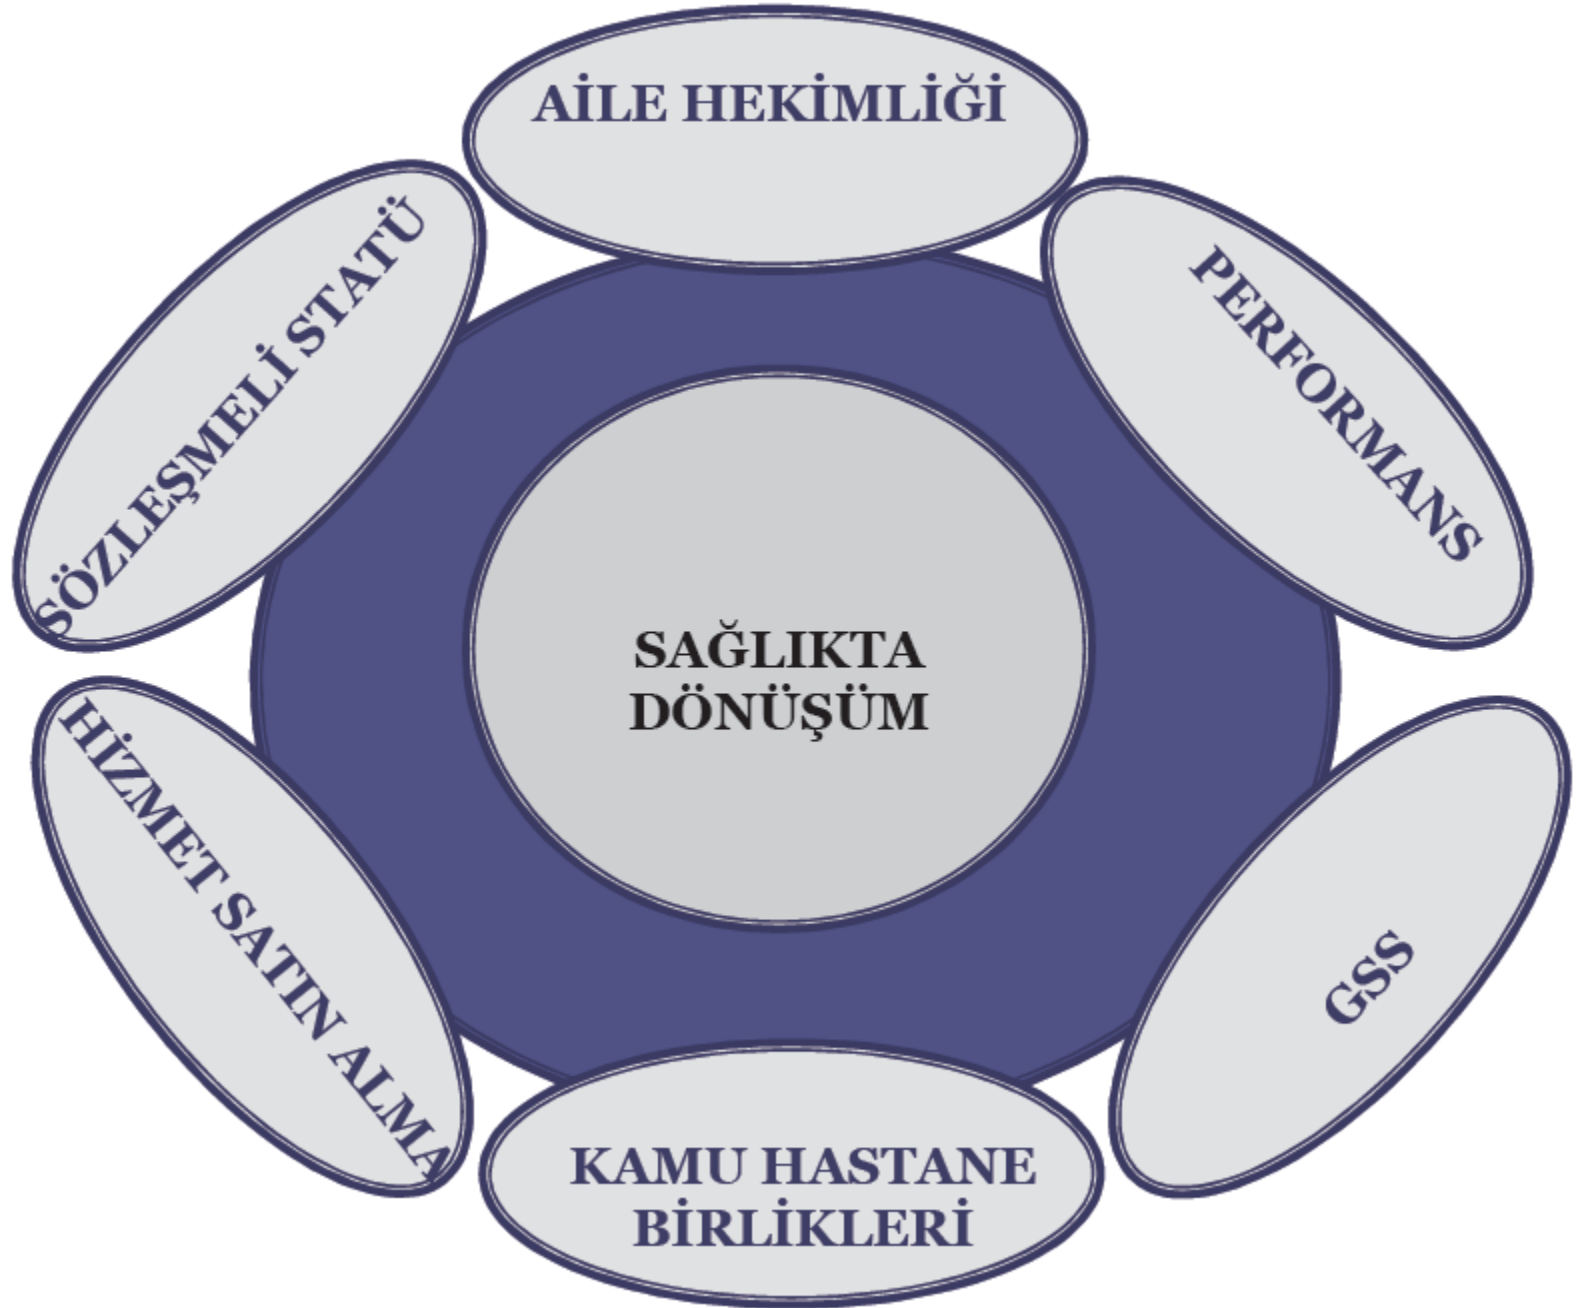 AİLE HEKİMLİĞİ
SÖZLEŞMELİ STATÜ
PERFORMANS
SAĞLIKTA
DÖNÜŞÜM
HİZMET SATIN ALMA
GSS
KAMU HASTANE
BİRLİKLERİ